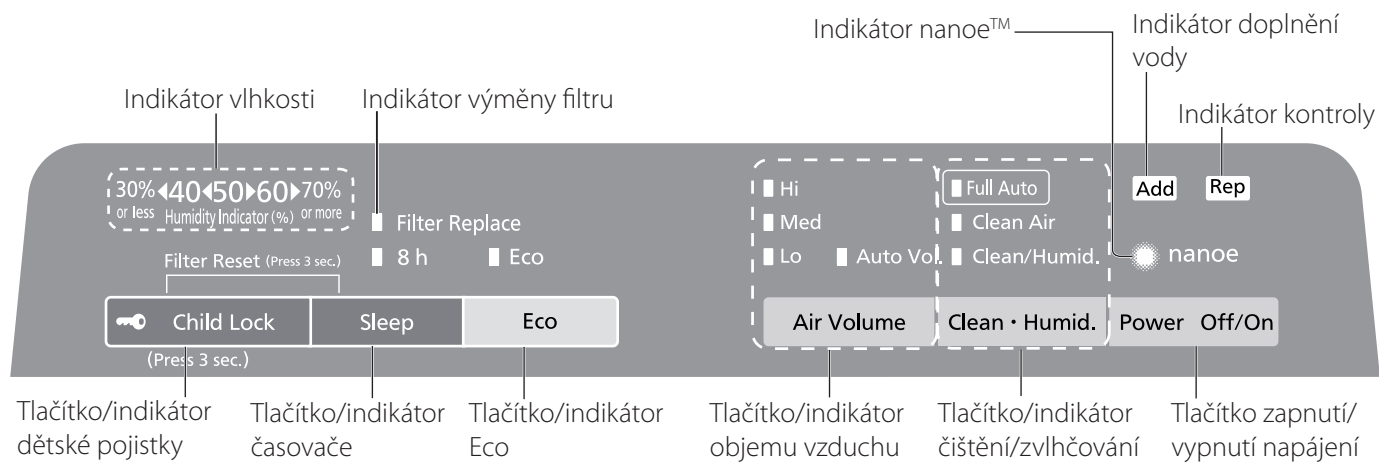 Indikátor nanoe™
Indikátor doplnění
vody
Indikátor vlhkosti
Indikátor výměny filtru
Indikátor kontroly
30% ◀40◀50▶60▶70%
or less Humidity Indicator (%) or more
Filter Replace
8 h
Eco
Filter Reset (Press 3 sec.)
Hi
Med
Lo
Auto Vol.
Full Auto
Clean Air
Clean/Humid.
Add
Rep
nanoe
Child Lock
Sleep
Eco
Air Volume
Clean・Humid.
Power Off/On
(Press 3 sec.)
Tlačítko/indikátor
dětské pojistky
Tlačítko/indikátor
časovače
Tlačítko/indikátor
Eco
Tlačítko/indikátor
objemu vzduchu
Tlačítko/indikátor
čištění/zvlhčování
Tlačítko zapnutí/
vypnutí napájení